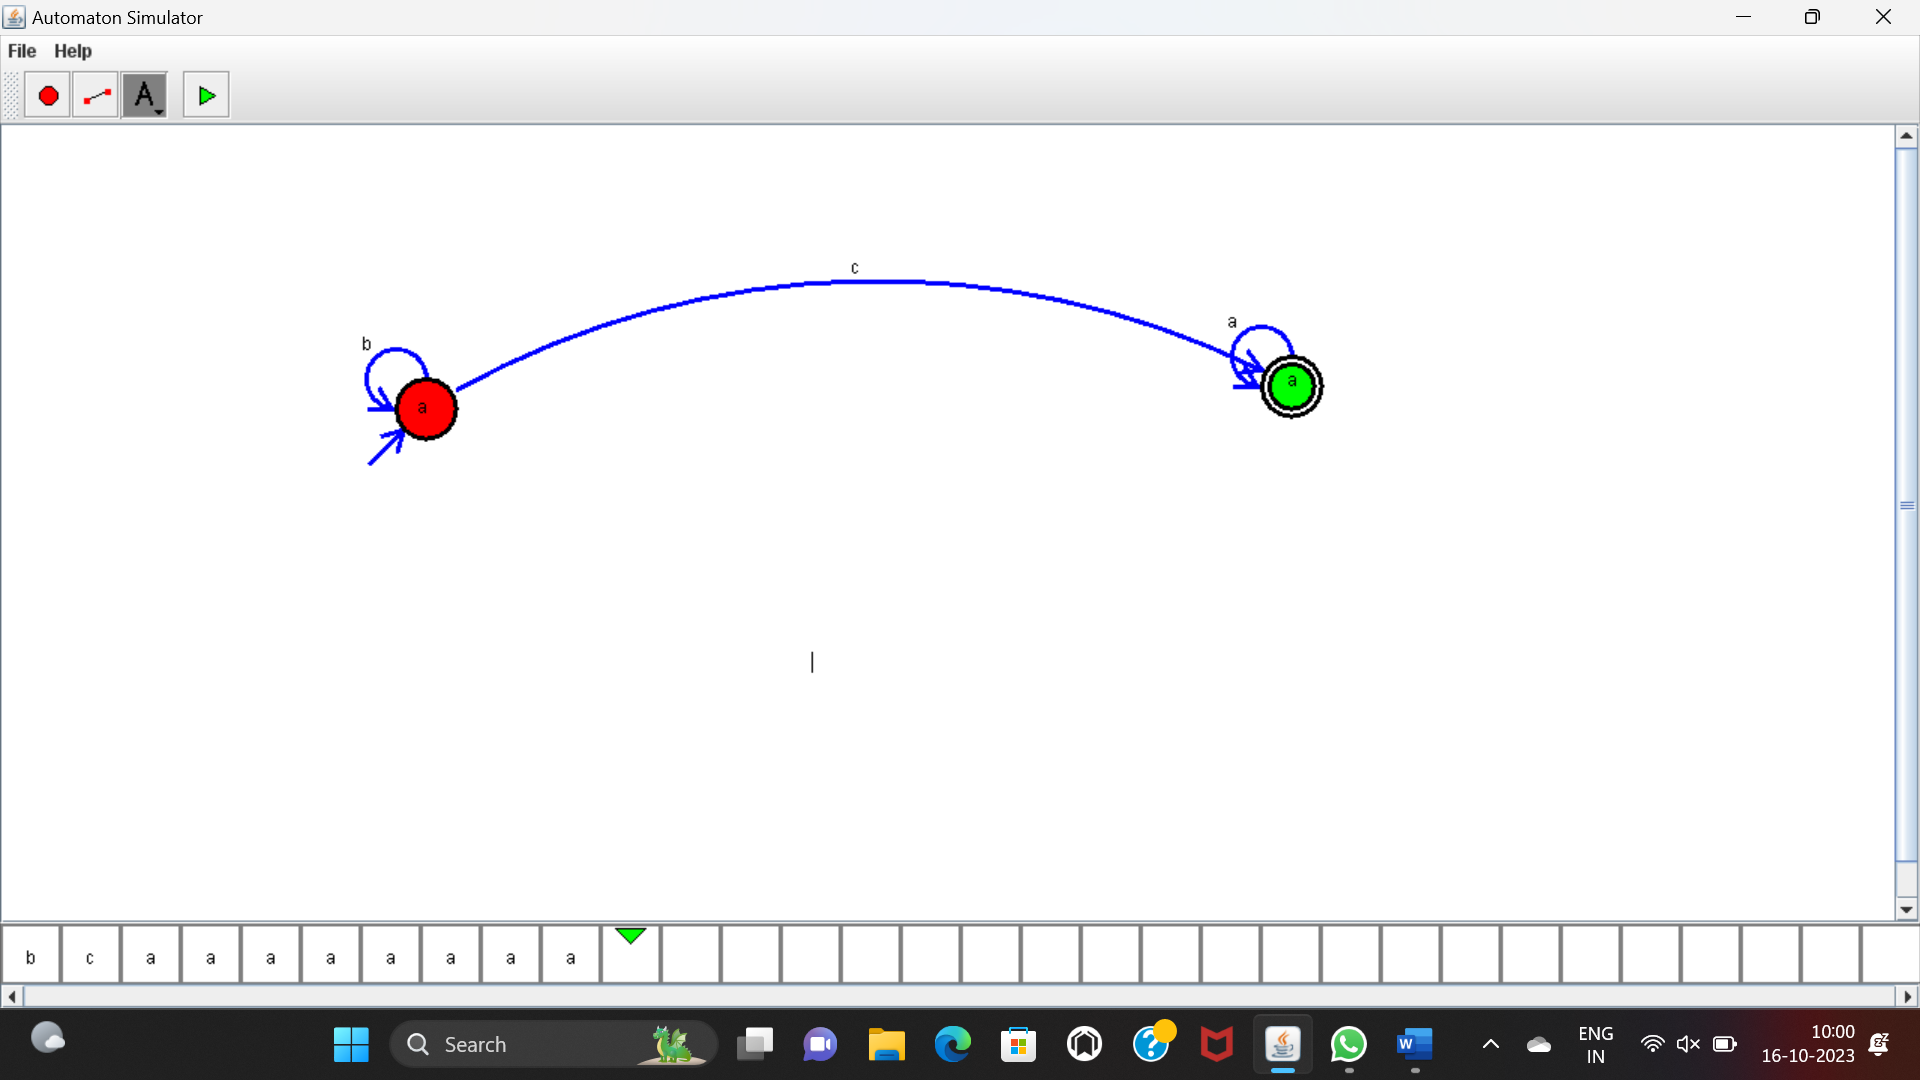 Automaton Simulator
File Help
A
c
a
b
a
a
b c a a a a a a a a
Search
ENG
IN
10:00
16-10-2023